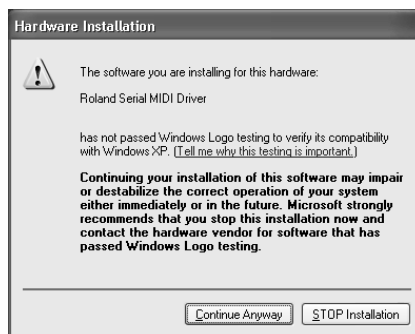 Hardware Installation
The software you are installing for this hardware:
Roland Serial MIDI Driver
has not passed Windows Logo testing to verify its compatibility
with Windows XP. (Tell me why this testing is important.)
Continuing your installation of this software may impair
or destabilize the correct operation of your system
either immediately or in the future. Microsoft strongly
recommends that you stop this installation now and
contact the hardware vendor for software that has
passed Windows Logo testing.
Continue Anyway STOP Installation